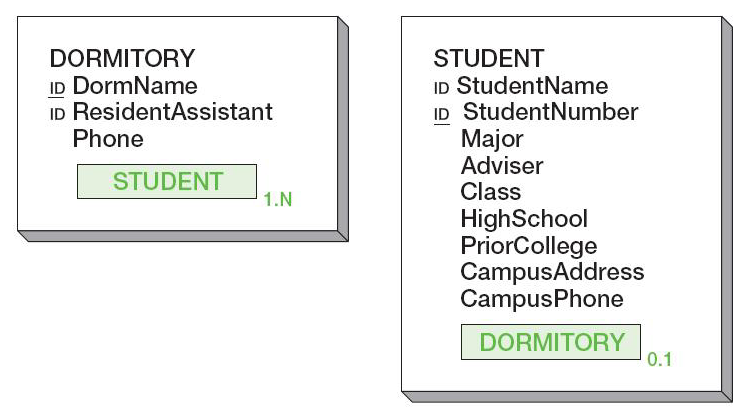 DORMITORY
ID DormName
ID ResidentAssistant
Phone
STUDENT
1.N
STUDENT
ID StudentName
ID StudentNumber
Major
Adviser
Class
HighSchool
PriorCollege
CampusAddress
CampusPhone
DORMITORY
0.1